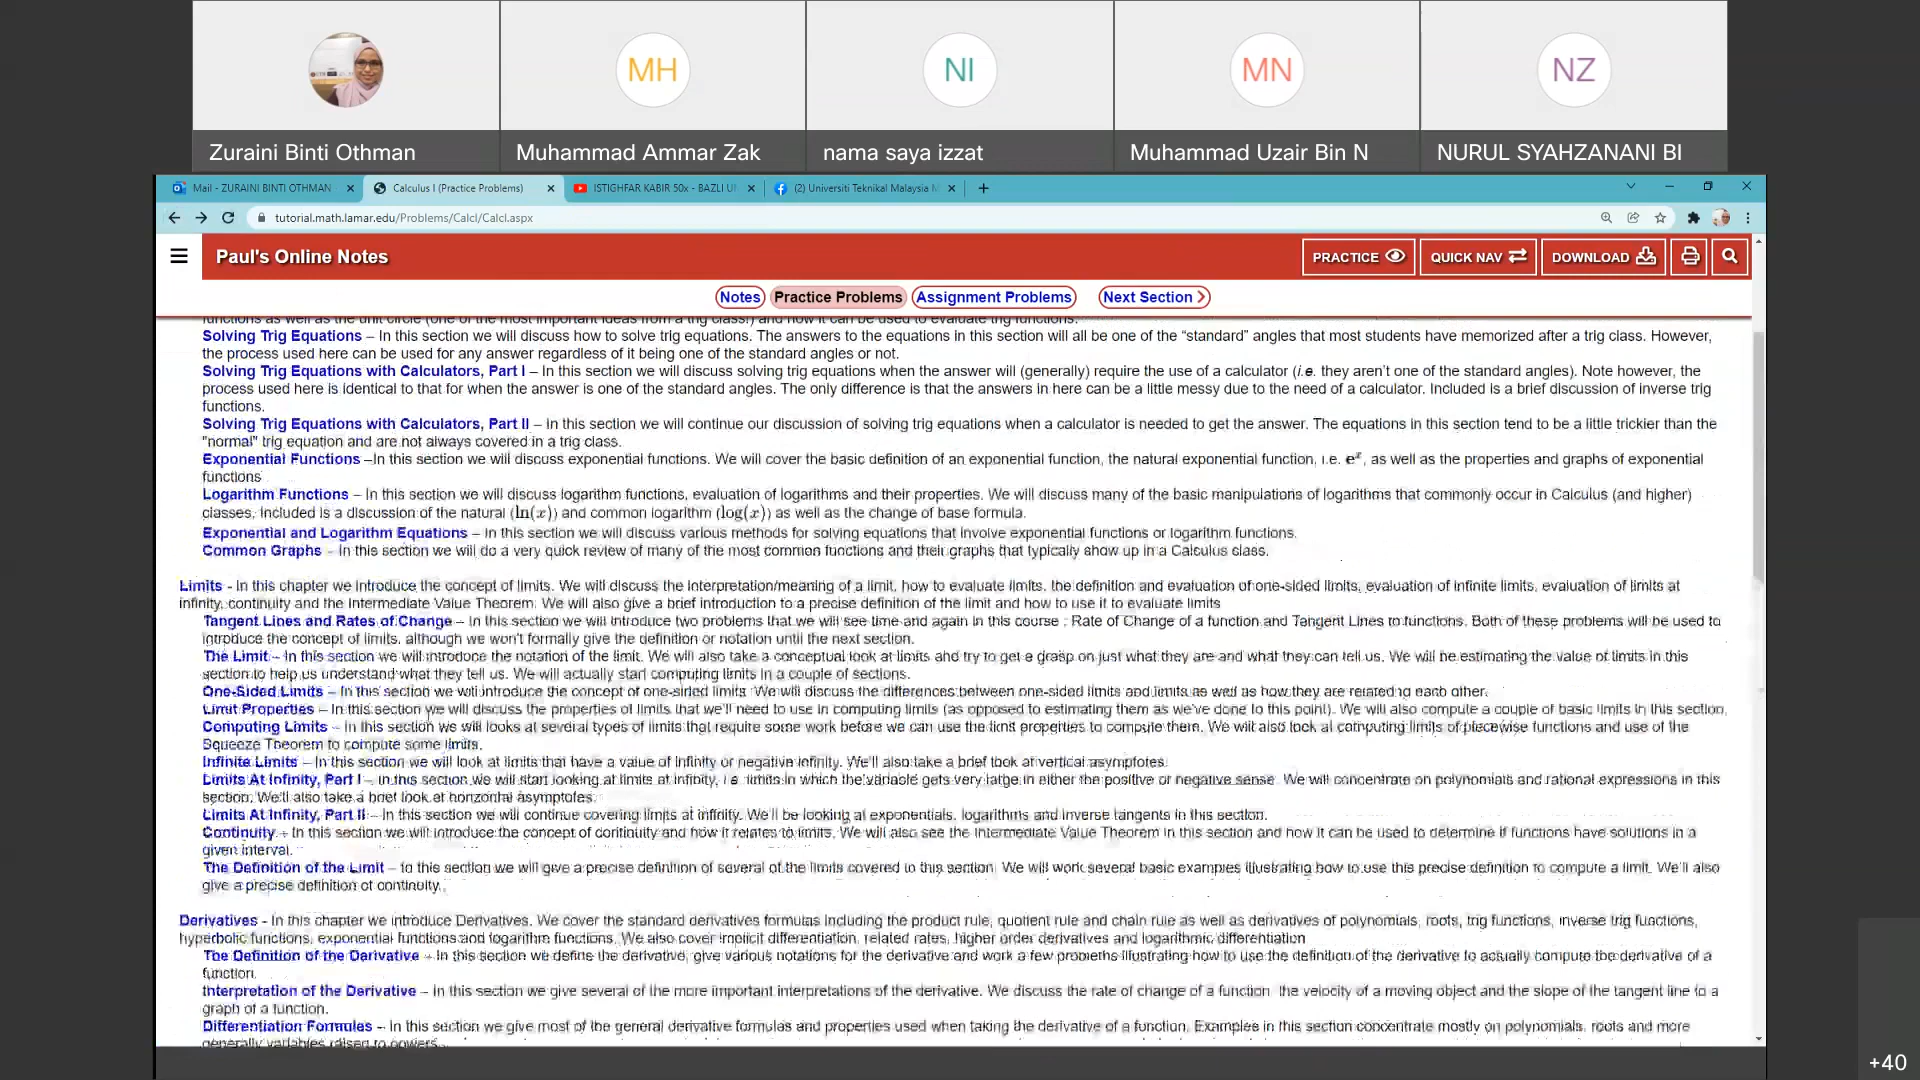 MH
NI
MN
NZ
Zuraini Binti Othman
Muhammad Ammar Zak
nama saya izzat
Muhammad Uzair Bin N
NURUL SYAHZANANI BI
Mail - ZURAINI BINTI OTHMAN
Calculus I (Practice Problems)
ISTIGHFAR KABIR 50x - BAZLI U
(2) Universiti Teknikal Malaysia M
tutorial.math.lamar.edu/Problems/CalcI/CalcI.aspx
Paul's Online Notes
PRACTICE
QUICK NAV
DOWNLOAD
Notes
Practice Problems
Assignment Problems
Next Section
functions as well as the unit circle (one of the most important ideas from a trig class!) and how it can be used to evaluate trig functions.
Solving Trig Equations – In this section we will discuss how to solve trig equations. The answers to the equations in this section will all be one of the “standard” angles that most students have memorized after a trig class. However,
the process used here can be used for any answer regardless of it being one of the standard angles or not.
Solving Trig Equations with Calculators, Part I – In this section we will discuss solving trig equations when the answer will (generally) require the use of a calculator (i.e. they aren’t one of the standard angles). Note however, the
process used here is identical to that for when the answer is one of the standard angles. The only difference is that the answers in here can be a little messy due to the need of a calculator. Included is a brief discussion of inverse trig
functions.
Solving Trig Equations with Calculators, Part II – In this section we will continue our discussion of solving trig equations when a calculator is needed to get the answer. The equations in this section tend to be a little trickier than the
"normal" trig equation and are not always covered in a trig class.
Exponential Functions –In this section we will discuss exponential functions. We will cover the basic definition of an exponential function, the natural exponential function, i.e. eˣ, as well as the properties and graphs of exponential
functions
Logarithm Functions – In this section we will discuss logarithm functions, evaluation of logarithms and their properties. We will discuss many of the basic manipulations of logarithms that commonly occur in Calculus (and higher)
classes. Included is a discussion of the natural (ln(x)) and common logarithm (log(x)) as well as the change of base formula.
Exponential and Logarithm Equations – In this section we will discuss various methods for solving equations that involve exponential functions or logarithm functions.
Common Graphs – In this section we will do a very quick review of many of the most common functions and their graphs that typically show up in a Calculus class.
Limits - In this chapter we introduce the concept of limits. We will discuss the interpretation/meaning of a limit, how to evaluate limits, the definition and evaluation of one-sided limits, evaluation of infinite limits, evaluation of limits at
infinity, continuity and the Intermediate Value Theorem. We will also give a brief introduction to a precise definition of the limit and how to use it to evaluate limits
Tangent Lines and Rates of Change – In this section we will introduce two problems that we will see time and again in this course : Rate of Change of a function and Tangent Lines to functions. Both of these problems will be used to
introduce the concept of limits, although we won't formally give the definition or notation until the next section.
The Limit – In this section we will introduce the notation of the limit. We will also take a conceptual look at limits and try to get a grasp on just what they are and what they can tell us. We will be estimating the value of limits in this
section to help us understand what they tell us. We will actually start computing limits in a couple of sections.
One-Sided Limits – In this section we will introduce the concept of one-sided limits. We will discuss the differences between one-sided limits and limits as well as how they are related to each other.
Limit Properties – In this section we will discuss the properties of limits that we’ll need to use in computing limits (as opposed to estimating them as we've done to this point). We will also compute a couple of basic limits in this section.
Computing Limits – In this section we will looks at several types of limits that require some work before we can use the limit properties to compute them. We will also look at computing limits of piecewise functions and use of the
Squeeze Theorem to compute some limits.
Infinite Limits – In this section we will look at limits that have a value of infinity or negative infinity. We’ll also take a brief look at vertical asymptotes.
Limits At Infinity, Part I – In this section we will start looking at limits at infinity, i.e. limits in which the variable gets very large in either the positive or negative sense. We will concentrate on polynomials and rational expressions in this
section. We’ll also take a brief look at horizontal asymptotes.
Limits At Infinity, Part II – In this section we will continue covering limits at infinity. We’ll be looking at exponentials, logarithms and inverse tangents in this section.
Continuity – In this section we will introduce the concept of continuity and how it relates to limits. We will also see the Intermediate Value Theorem in this section and how it can be used to determine if functions have solutions in a
given interval.
The Definition of the Limit – In this section we will give a precise definition of several of the limits covered in this section. We will work several basic examples illustrating how to use this precise definition to compute a limit. We’ll also
give a precise definition of continuity.
Derivatives - In this chapter we introduce Derivatives. We cover the standard derivatives formulas including the product rule, quotient rule and chain rule as well as derivatives of polynomials, roots, trig functions, inverse trig functions,
hyperbolic functions, exponential functions and logarithm functions. We also cover implicit differentiation, related rates, higher order derivatives and logarithmic differentiation
The Definition of the Derivative – In this section we define the derivative, give various notations for the derivative and work a few problems illustrating how to use the definition of the derivative to actually compute the derivative of a
function.
Interpretation of the Derivative – In this section we give several of the more important interpretations of the derivative. We discuss the rate of change of a function, the velocity of a moving object and the slope of the tangent line to a
graph of a function.
Differentiation Formulas – In this section we give most of the general derivative formulas and properties used when taking the derivative of a function. Examples in this section concentrate mostly on polynomials, roots and more
generally variables raised to powers.
+40